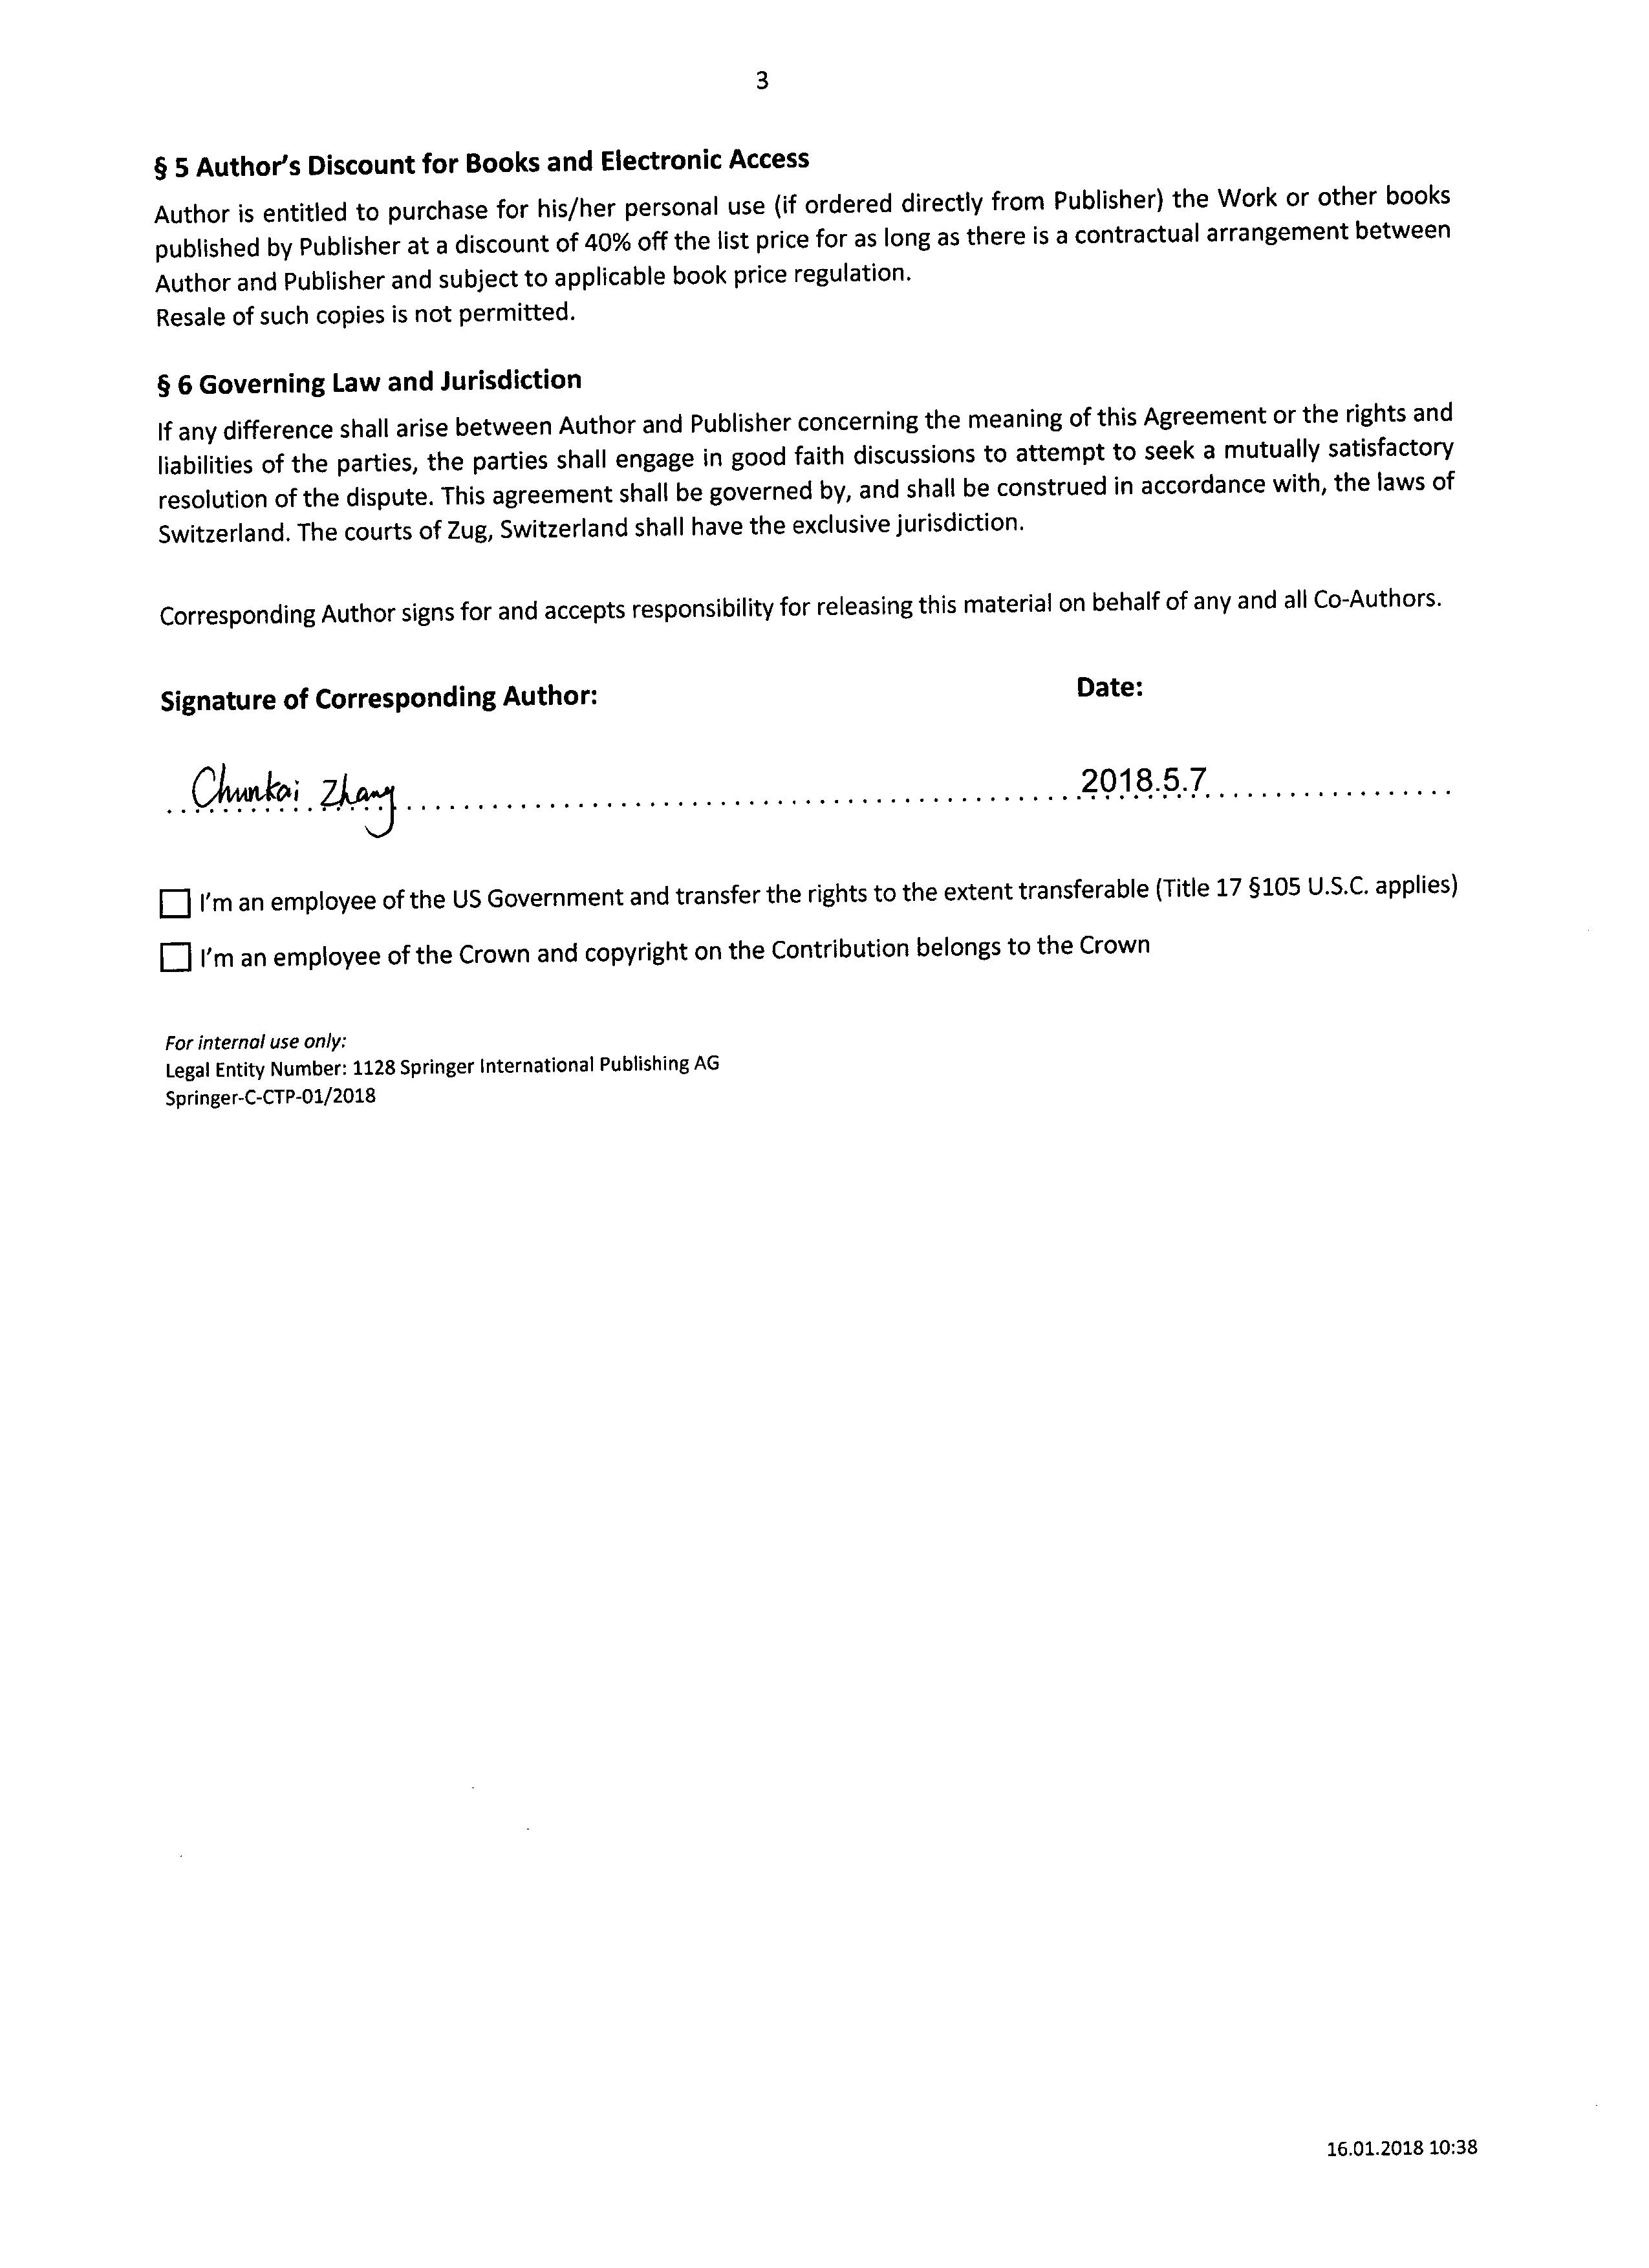 3
§ 5 Author's Discount for Books and Electronic Access
Author is entitled to purchase for his/her personal use (if ordered directly from Publisher) the Work or other books
published by Publisher at a discount of 40% off the list price for as long as there is a contractual arrangement between
Author and Publisher and subject to applicable book price regulation.
Resale of such copies is not permitted.
§ 6 Governing Law and Jurisdiction
If any difference shall arise between Author and Publisher concerning the meaning of this Agreement or the rights and
liabilities of the parties, the parties shall engage in good faith discussions to attempt to seek a mutually satisfactory
resolution of the dispute. This agreement shall be governed by, and shall be construed in accordance with, the laws of
Switzerland. The courts of Zug, Switzerland shall have the exclusive jurisdiction.
Corresponding Author signs for and accepts responsibility for releasing this material on behalf of any and all Co-Authors.
Signature of Corresponding Author: Date:
Chunkai Zhang 2018.5.7
I'm an employee of the US Government and transfer the rights to the extent transferable (Title 17 §105 U.S.C. applies)
I'm an employee of the Crown and copyright on the Contribution belongs to the Crown
For internal use only:
Legal Entity Number: 1128 Springer International Publishing AG
Springer-C-CTP-01/2018
16.01.2018 10:38